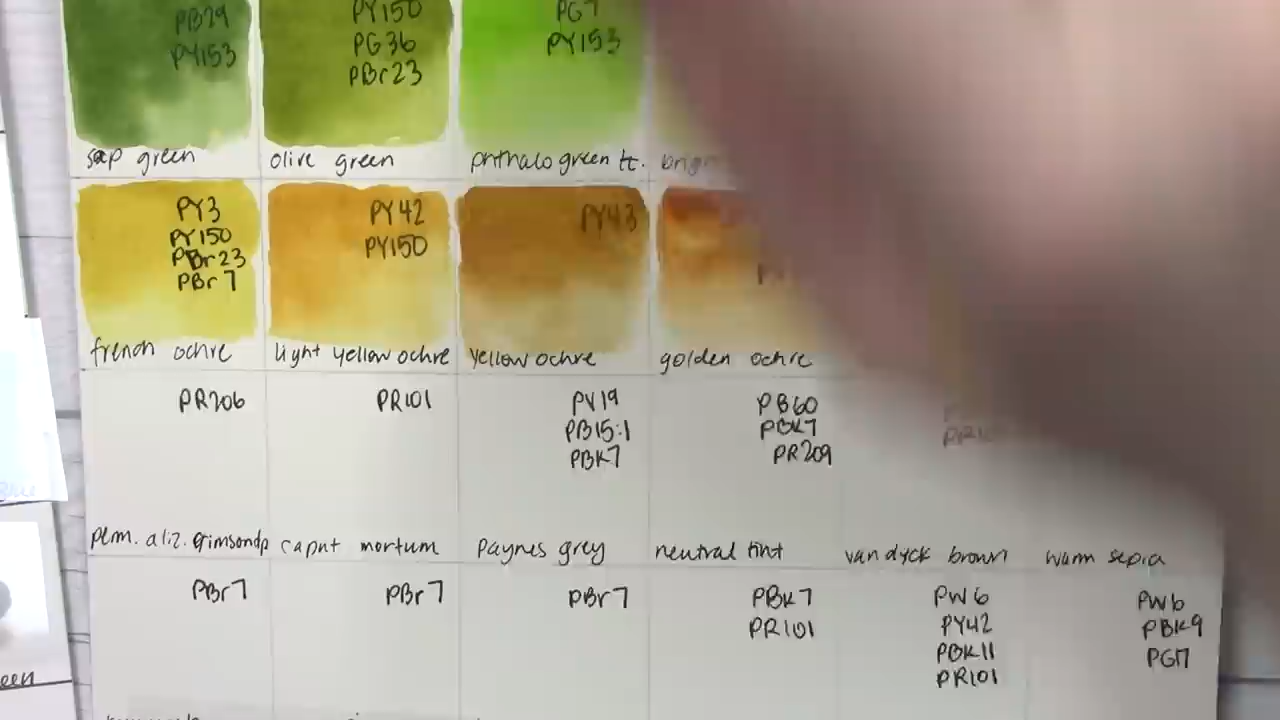 PB29
PY153
PY150
PG36
PBr23
PG7
PY153
sap green
olive green
phthalo green lt.
PY3
PY150
PBr23
PBr7
PY42
PY150
PY43
french ochre
light yellow ochre
yellow ochre
golden ochre
PR206
PR101
PV19
PB15:1
PBK7
PB60
PBK7
PR209
perm. aliz. crimson dp
caput mortum
paynes grey
neutral tint
van dyck brown
warm sepia
PBr7
PBr7
PBr7
PBK7
PR101
PW6
PY42
PBK11
PR101
PW6
PBK9
PG17